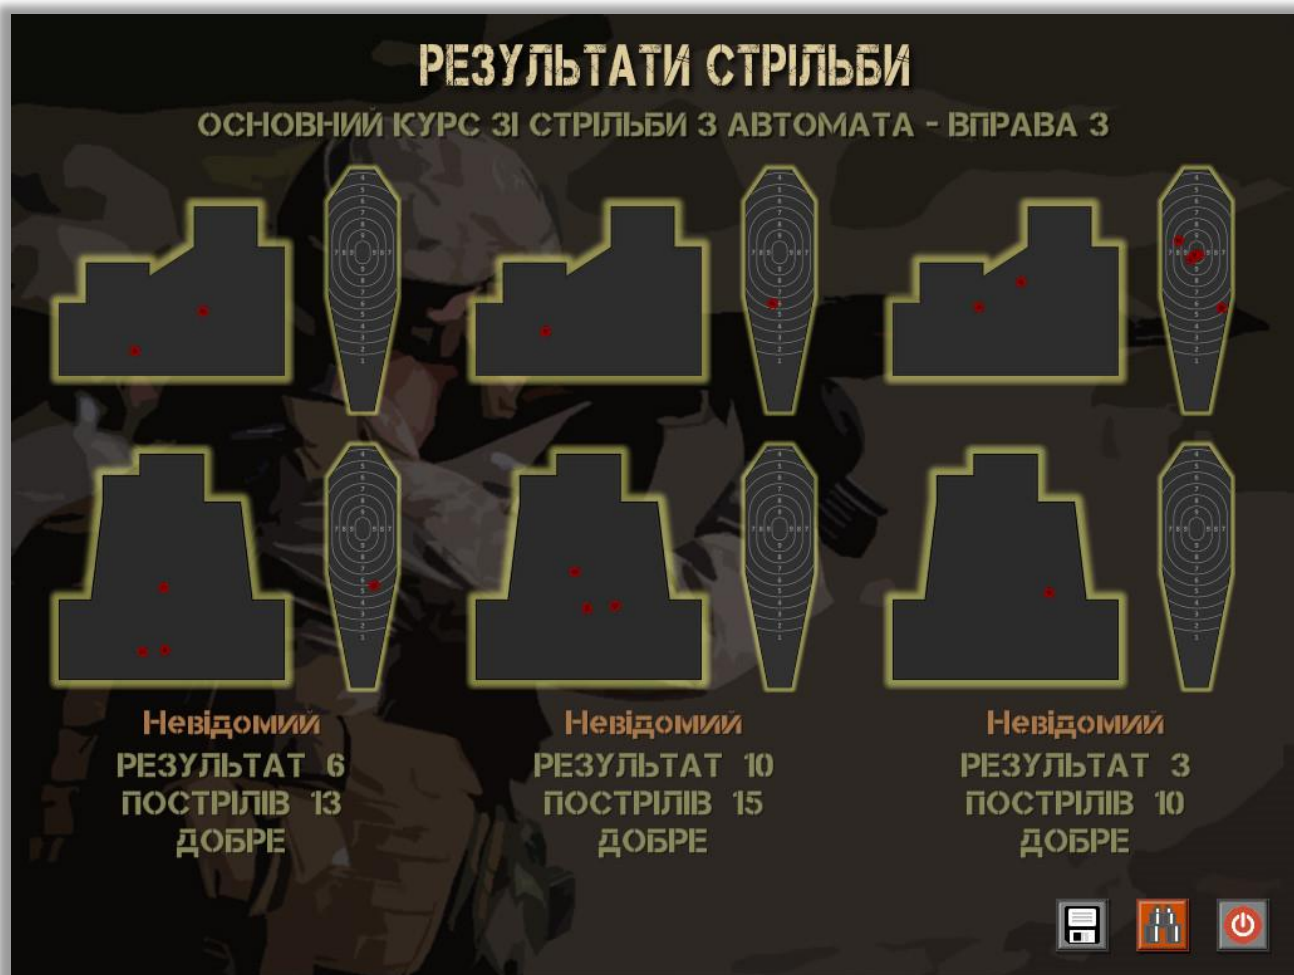 РЕЗУЛЬТАТИ СТРІЛЬБИ
ОСНОВНИЙ КУРС ЗІ СТРІЛЬБИ З АВТОМАТА - ВПРАВА 3
Невідомий
РЕЗУЛЬТАТ 6
ПОСТРІЛІВ 13
ДОБРЕ
Невідомий
РЕЗУЛЬТАТ 10
ПОСТРІЛІВ 15
ДОБРЕ
Невідомий
РЕЗУЛЬТАТ 3
ПОСТРІЛІВ 10
ДОБРЕ